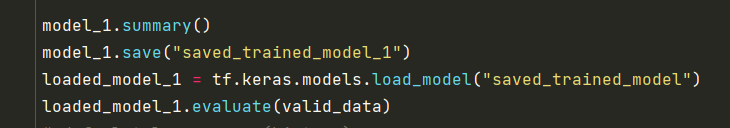 model_1.summary()
model_1.save("saved_trained_model_1")
loaded_model_1 = tf.keras.models.load_model("saved_trained_model")
loaded_model_1.evaluate(valid_data)